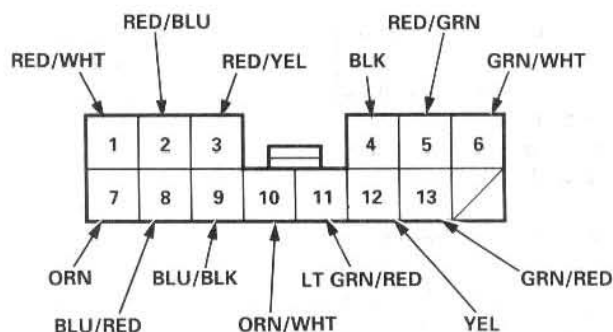 RED/BLU RED/GRN
RED/WHT RED/YEL BLK GRN/WHT
1 2 3 4 5 6
7 8 9 10 11 12 13
ORN BLU/BLK LT GRN/RED GRN/RED
BLU/RED ORN/WHT YEL